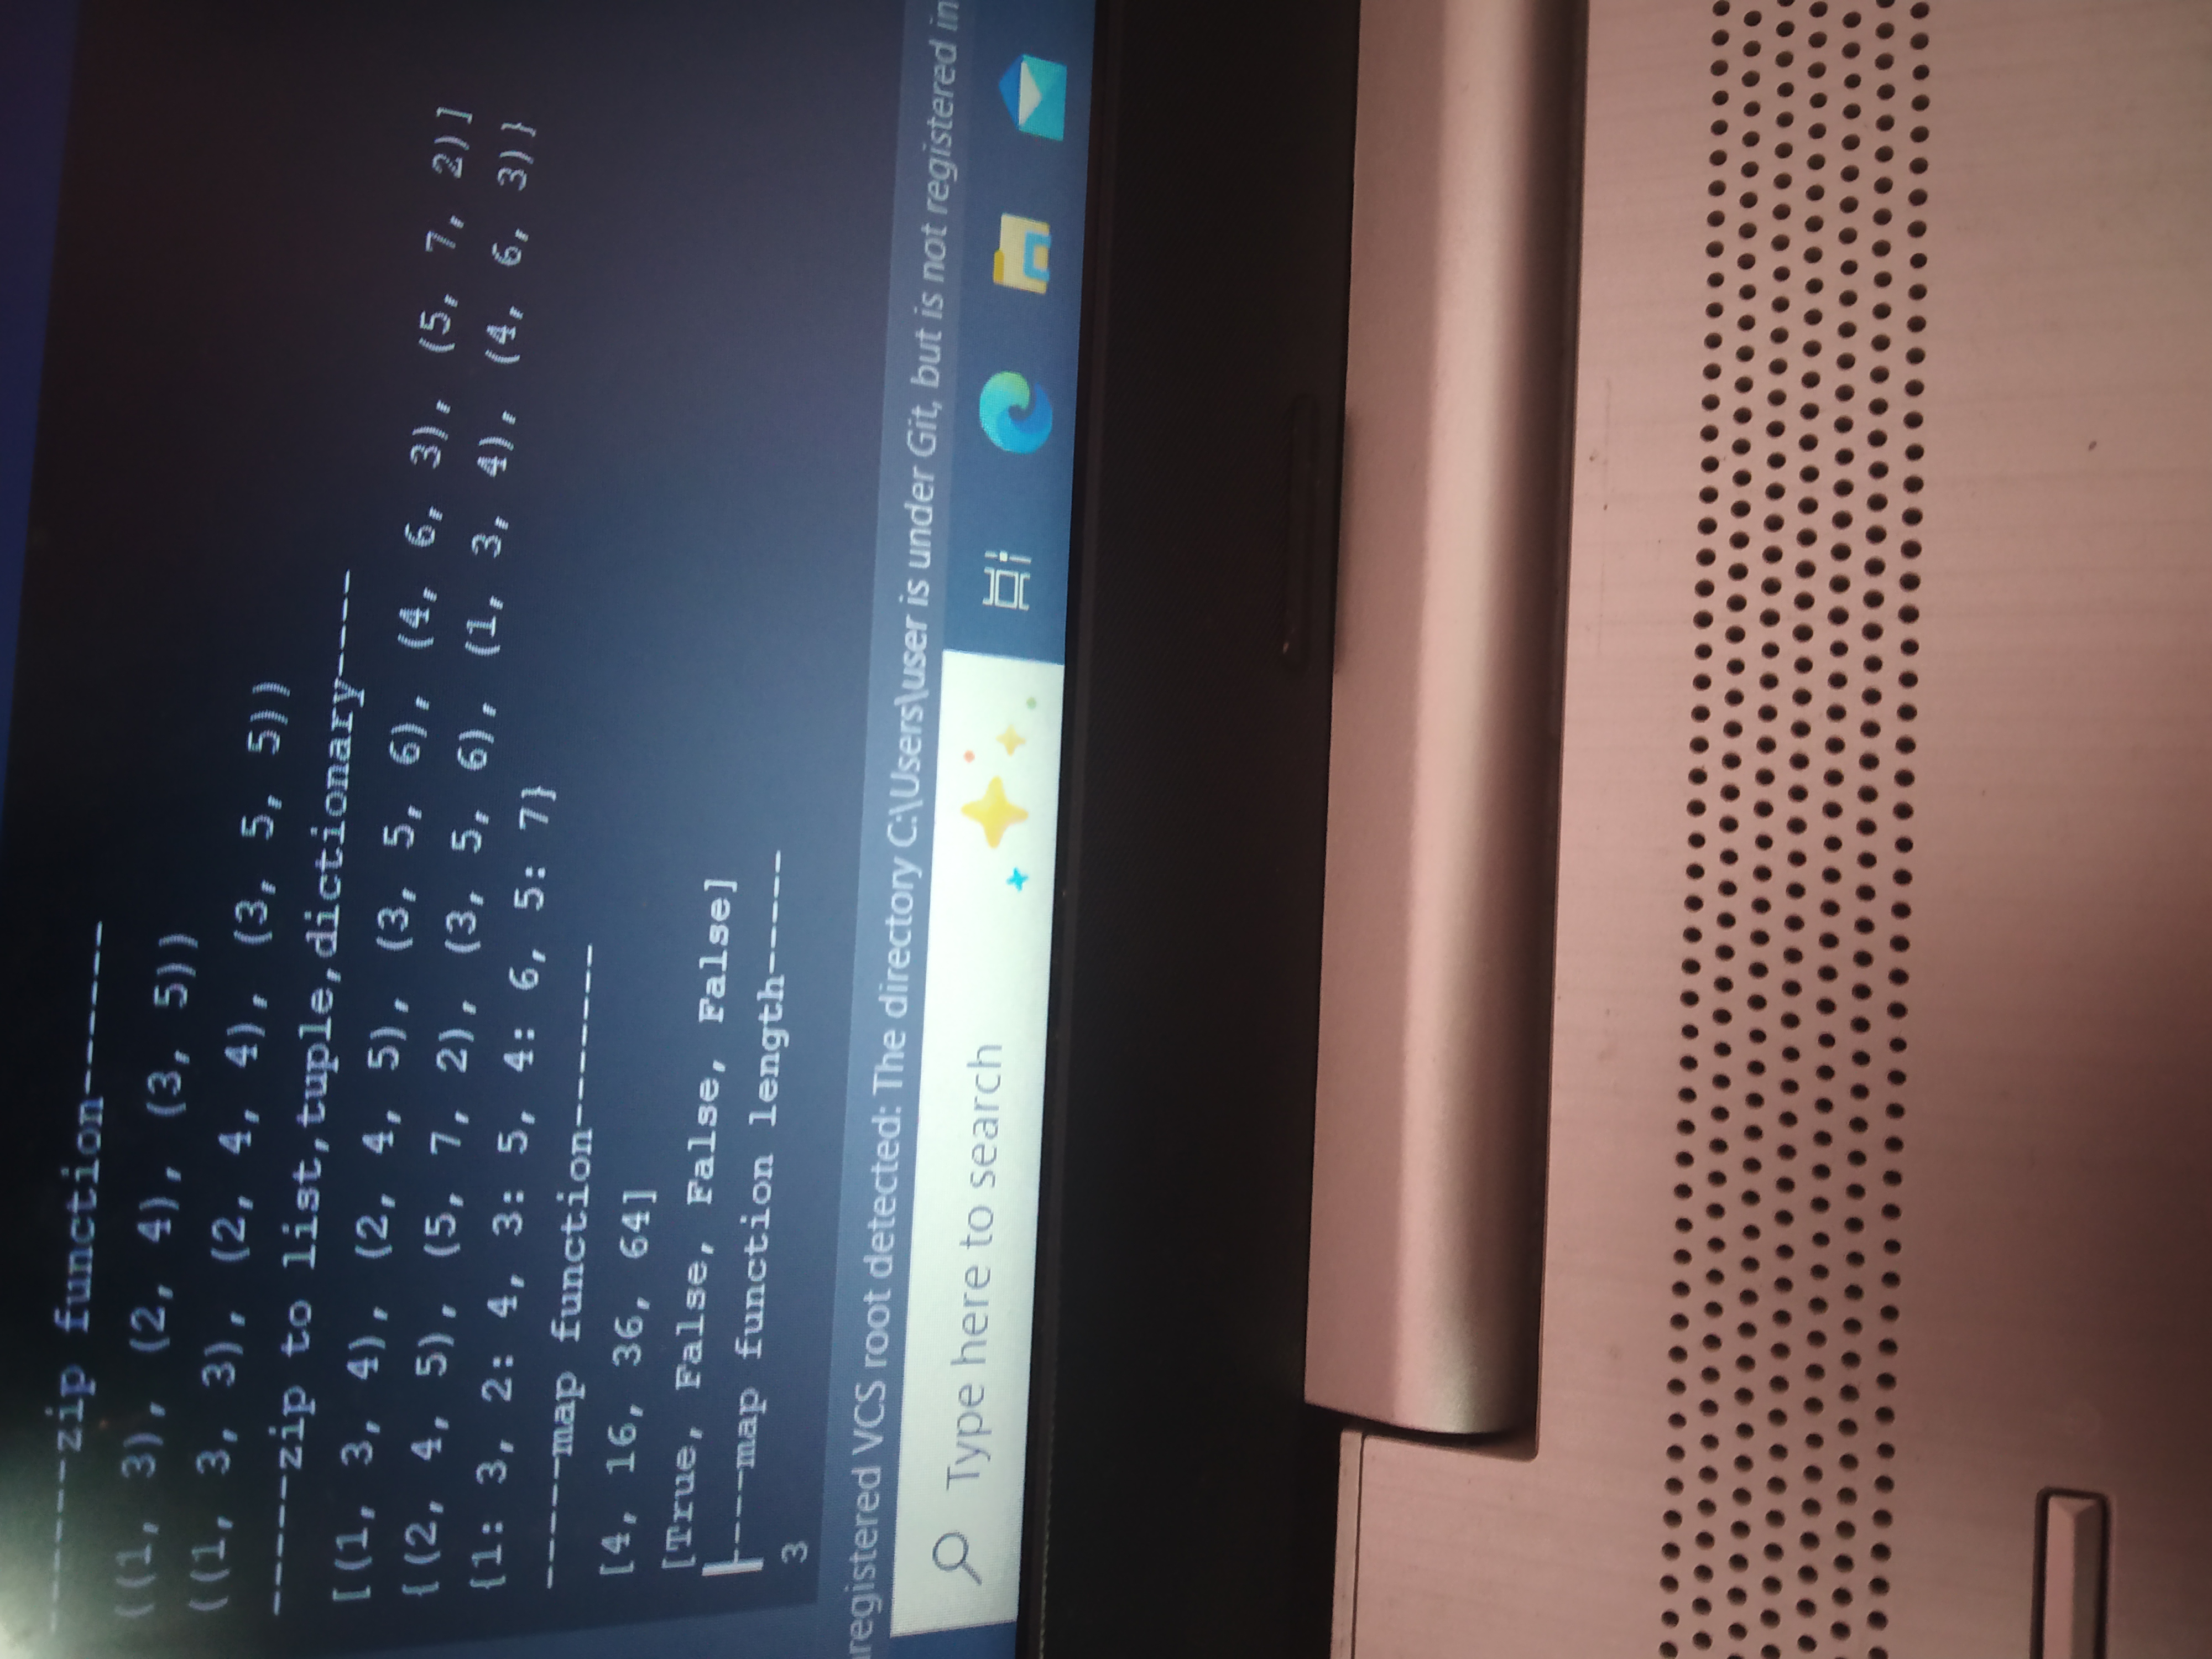 ------zip function------
((1, 3), (2, 4), (3, 5))
((1, 3, 3), (2, 4, 4), (3, 5, 5))
-----zip to list,tuple,dictionary----
[(1, 3, 4), (2, 4, 5), (3, 5, 6), (4, 6, 3), (5, 7, 2)]
{(2, 4, 5), (5, 7, 2), (3, 5, 6), (1, 3, 4), (4, 6, 3)}
{1: 3, 2: 4, 3: 5, 4: 6, 5: 7}
-----map function-------
[4, 16, 36, 64]
[True, False, False, False]
----map function length-----
3
registered VCS root detected: The directory C:\Users\user is under Git, but is not registered in
Type here to search